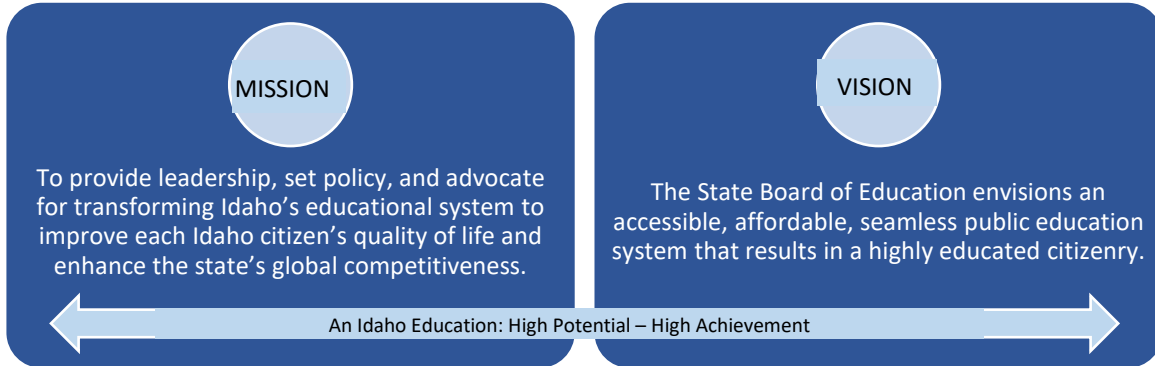 MISSION
To provide leadership, set policy, and advocate
for transforming Idaho’s educational system to
improve each Idaho citizen’s quality of life and
enhance the state’s global competitiveness.
VISION
The State Board of Education envisions an
accessible, affordable, seamless public education
system that results in a highly educated citizenry.
An Idaho Education: High Potential – High Achievement